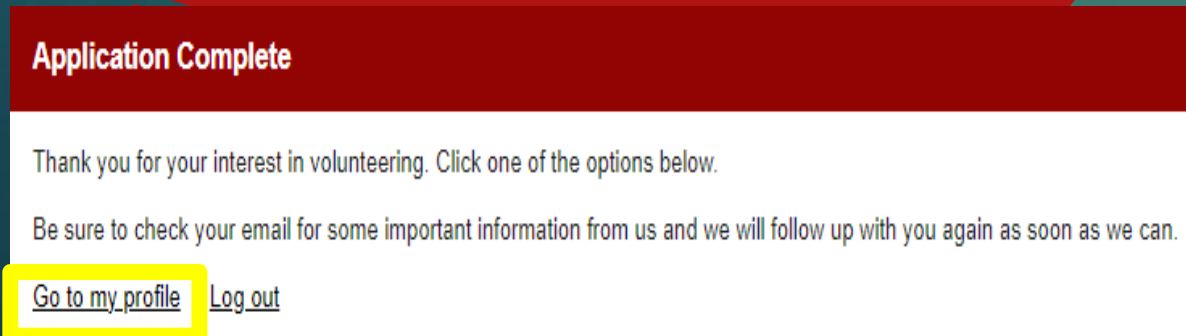 Application Complete
Thank you for your interest in volunteering. Click one of the options below.
Be sure to check your email for some important information from us and we will follow up with you again as soon as we can.
Go to my profile Log out